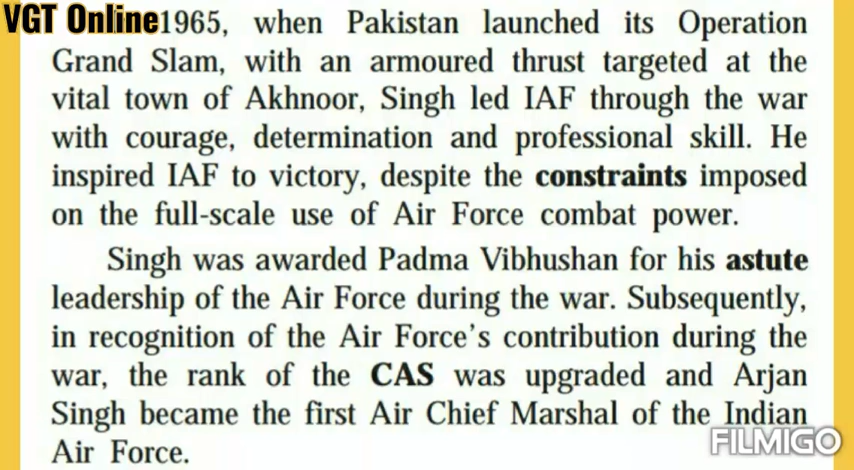 VGT Online 1965, when Pakistan launched its Operation
Grand Slam, with an armoured thrust targeted at the
vital town of Akhnoor, Singh led IAF through the war
with courage, determination and professional skill. He
inspired IAF to victory, despite the constraints imposed
on the full-scale use of Air Force combat power.
Singh was awarded Padma Vibhushan for his astute
leadership of the Air Force during the war. Subsequently,
in recognition of the Air Force's contribution during the
war, the rank of the CAS was upgraded and Arjan
Singh became the first Air Chief Marshal of the Indian
Air Force.
FILMIGO